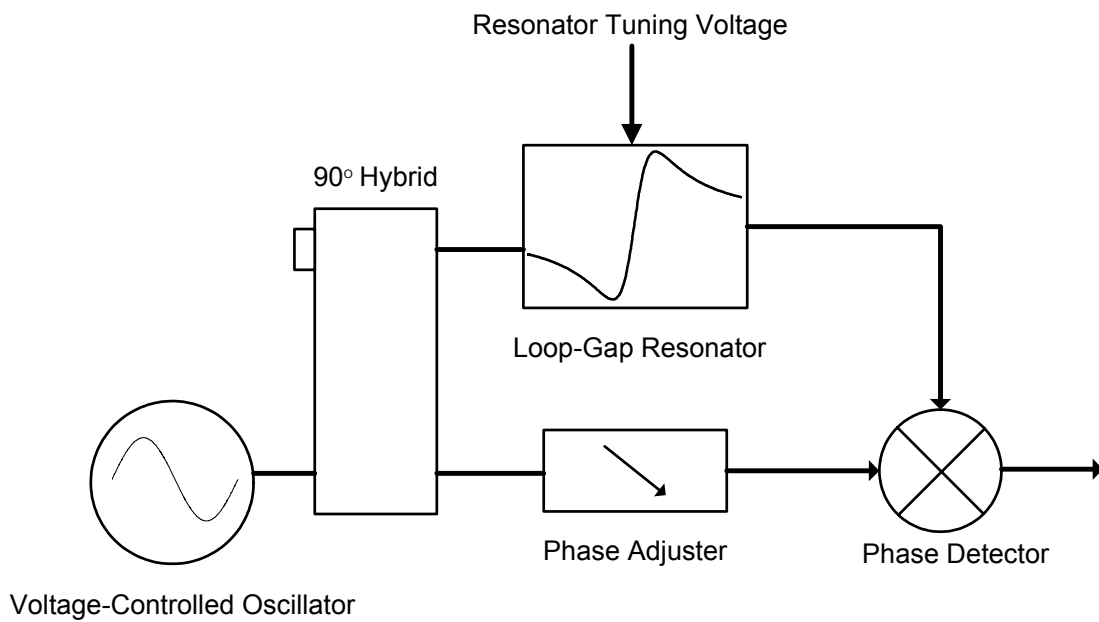 Resonator Tuning Voltage
90° Hybrid
Loop-Gap Resonator
Phase Adjuster
Phase Detector
Voltage-Controlled Oscillator